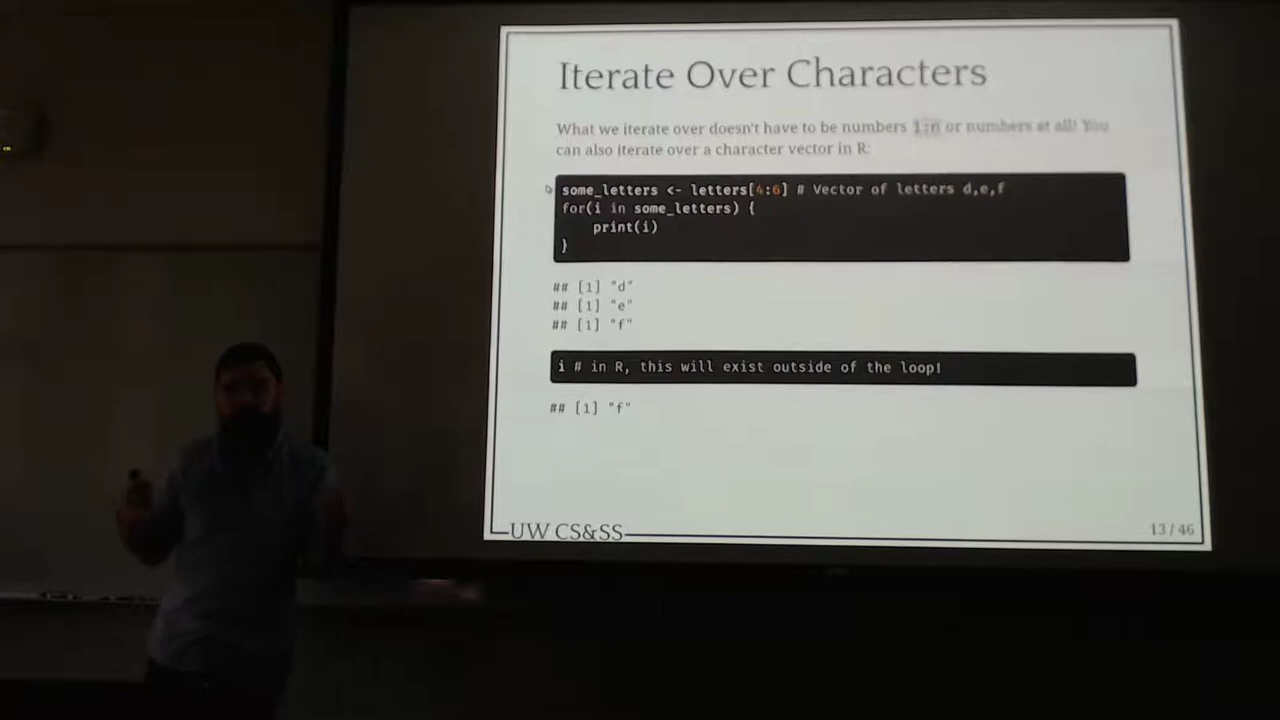 Iterate Over Characters
What we iterate over doesn't have to be numbers 1:n or numbers at all! You
can also iterate over a character vector in R:
some_letters <- letters[4:6] # Vector of letters d,e,f
for(i in some_letters) {
    print(i)
}
## [1] "d"
## [1] "e"
## [1] "f"
i # in R, this will exist outside of the loop!
## [1] "f"
UW CS&SS
13 / 46